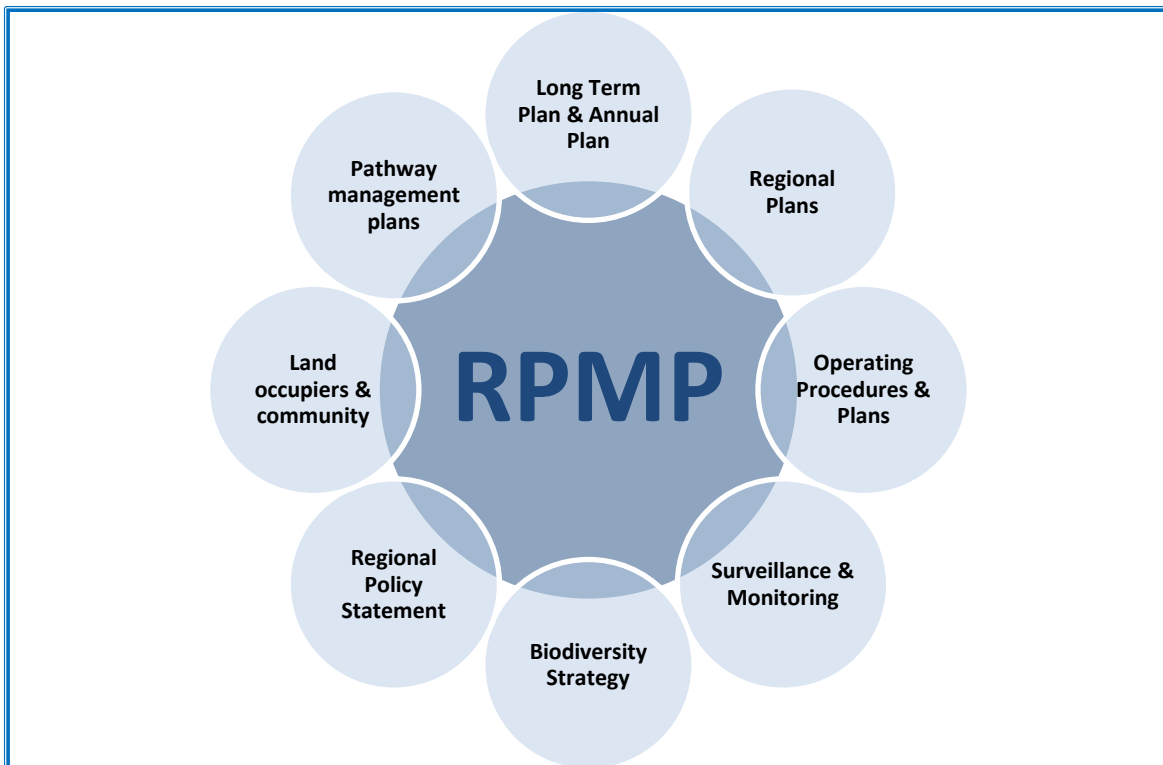 Long Term
Plan & Annual
Plan
Regional
Plans
Operating
Procedures &
Plans
Surveillance &
Monitoring
Biodiversity
Strategy
Regional
Policy
Statement
Land
occupiers &
community
Pathway
management
plans
RPMP